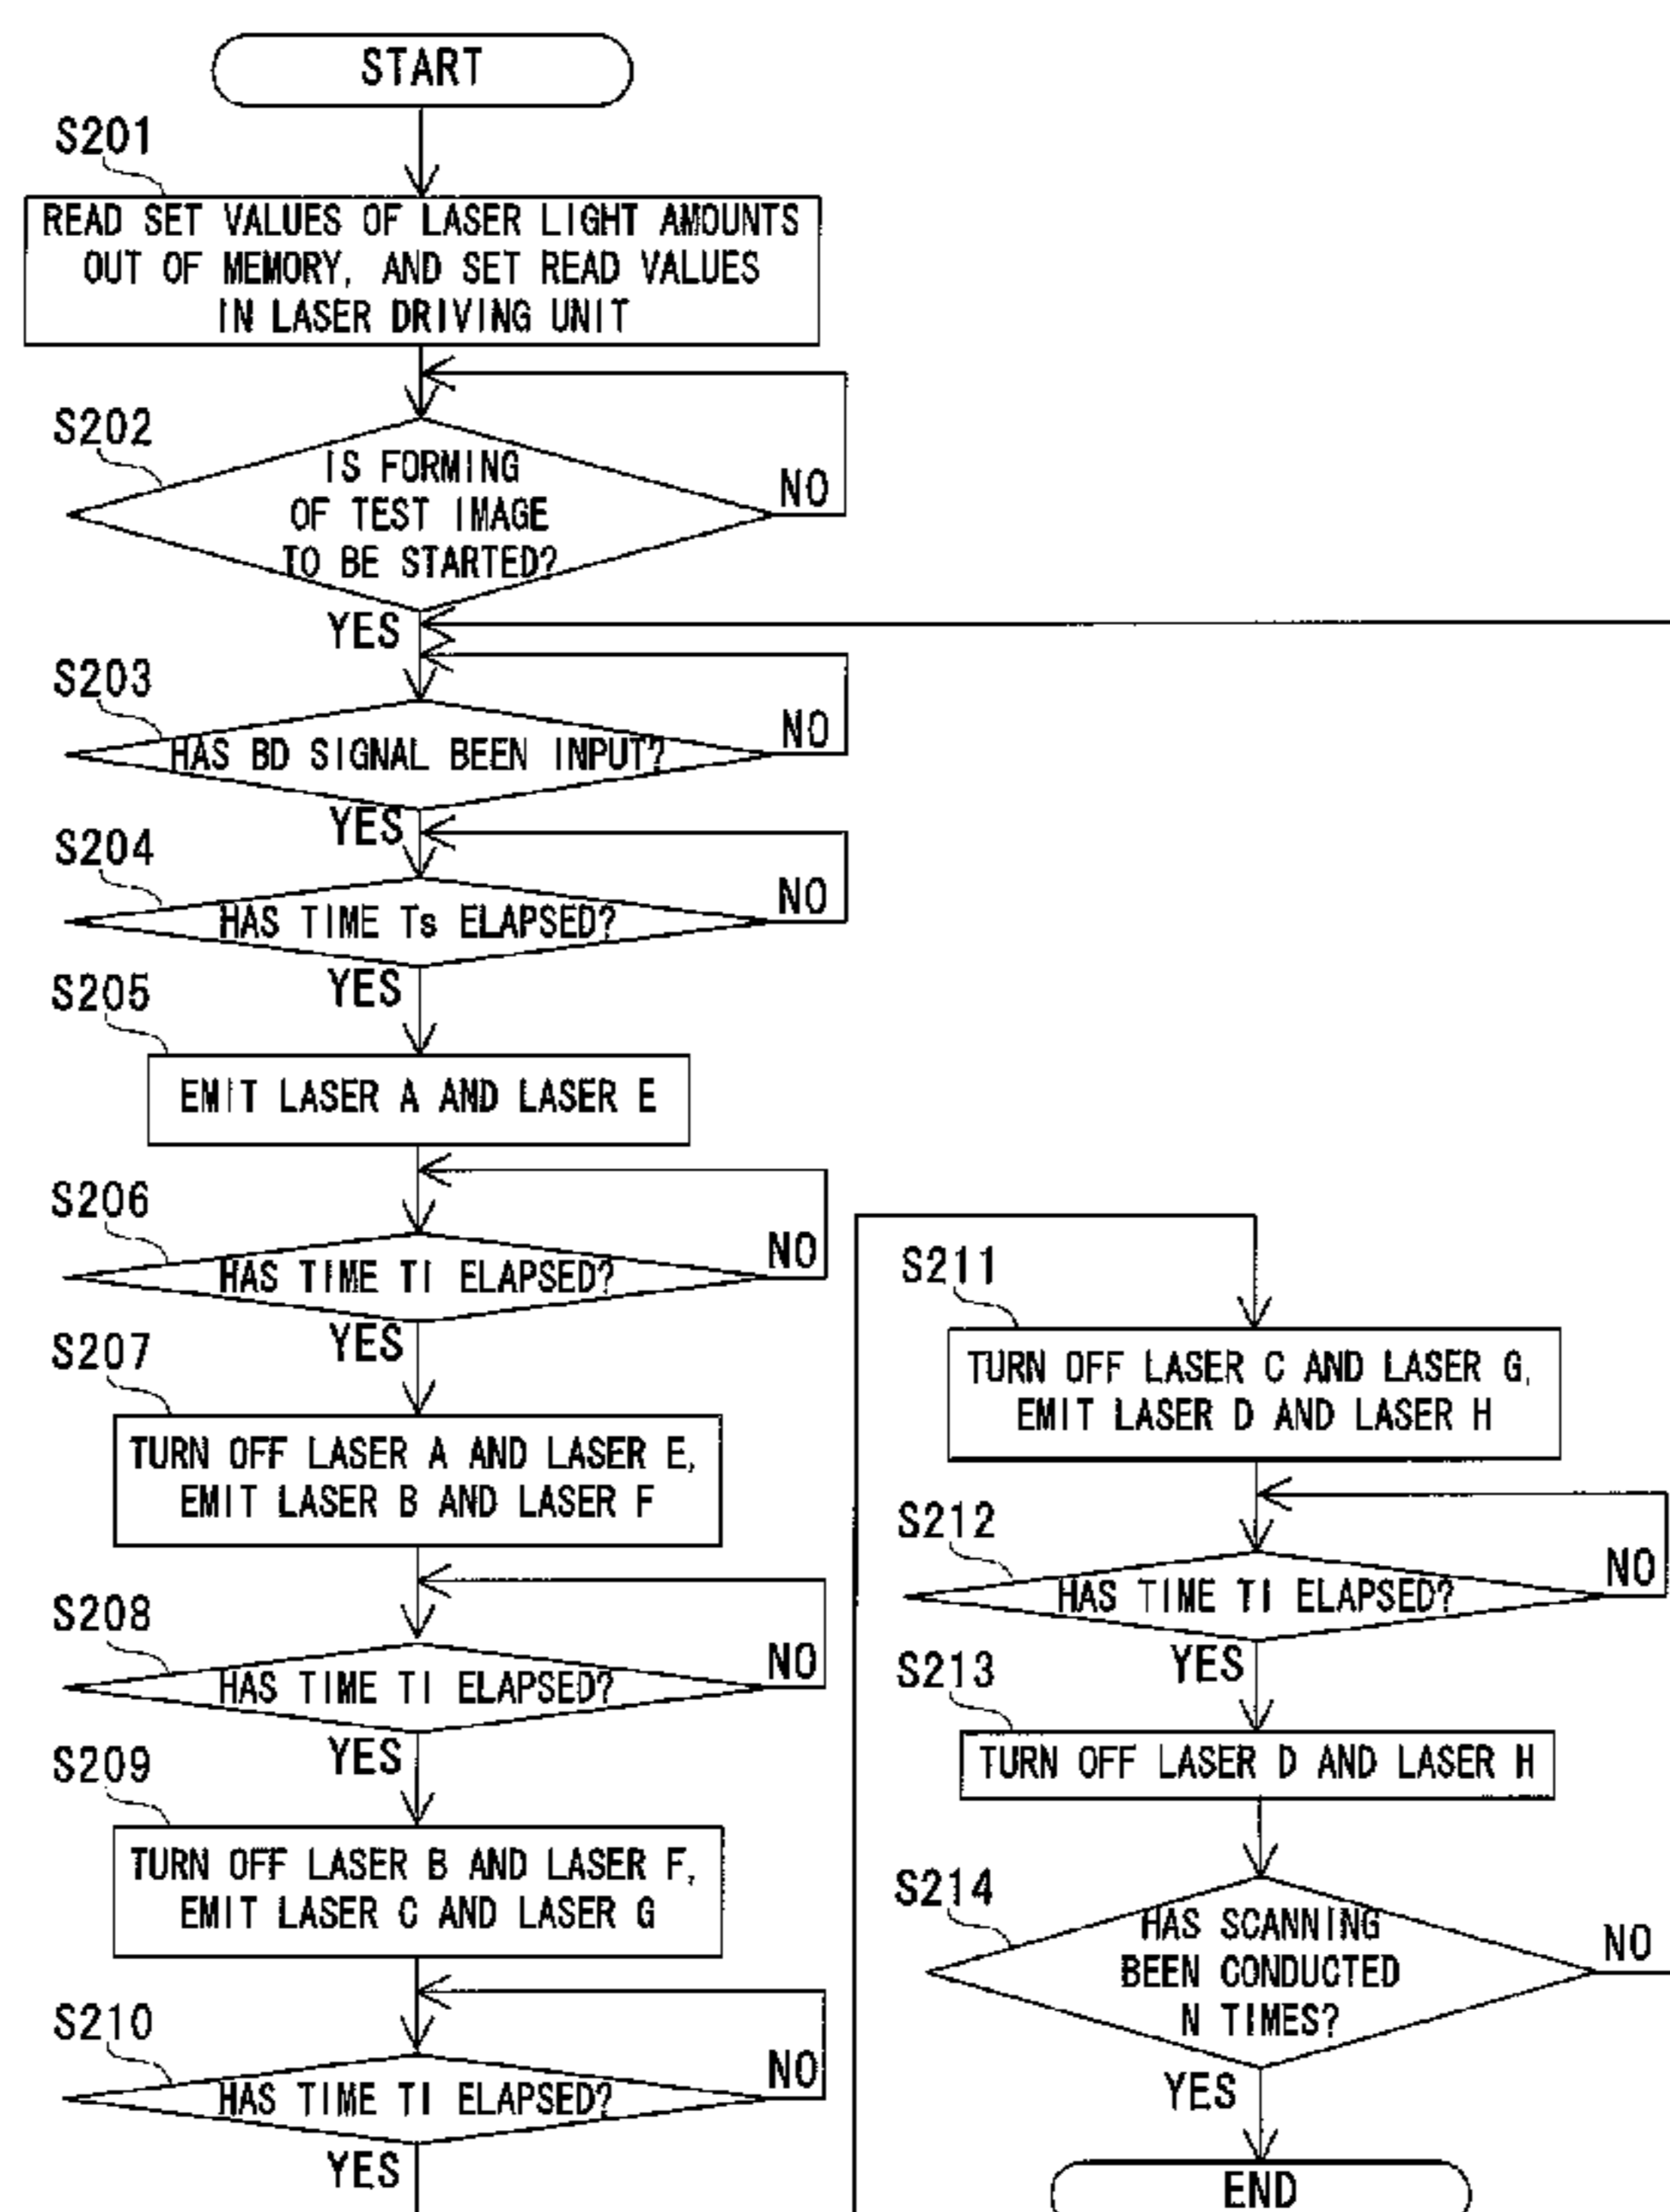 START
S201
READ SET VALUES OF LASER LIGHT AMOUNTS
OUT OF MEMORY, AND SET READ VALUES
IN LASER DRIVING UNIT
S202
IS FORMING
OF TEST IMAGE
TO BE STARTED?
NO
YES
S203
HAS BD SIGNAL BEEN INPUT?
NO
YES
S204
HAS TIME Ts ELAPSED?
NO
YES
S205
EMIT LASER A AND LASER E
S206
HAS TIME TI ELAPSED?
NO
YES
S207
TURN OFF LASER A AND LASER E,
EMIT LASER B AND LASER F
S208
HAS TIME TI ELAPSED?
NO
YES
S209
TURN OFF LASER B AND LASER F,
EMIT LASER C AND LASER G
S210
HAS TIME TI ELAPSED?
NO
YES
S211
TURN OFF LASER C AND LASER G,
EMIT LASER D AND LASER H
S212
HAS TIME TI ELAPSED?
NO
YES
S213
TURN OFF LASER D AND LASER H
S214
HAS SCANNING
BEEN CONDUCTED
N TIMES?
NO
YES
END